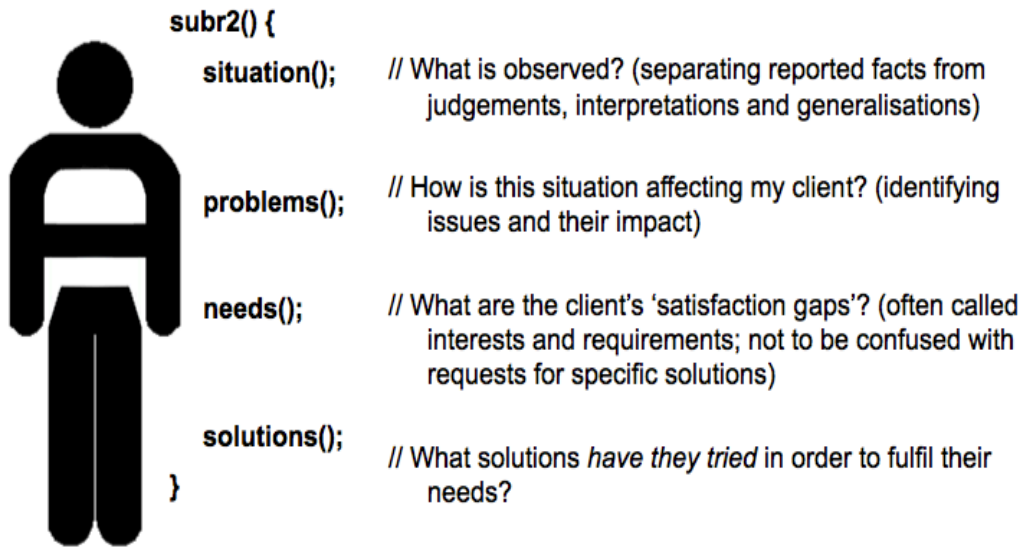 subr2() {
situation();
// What is observed? (separating reported facts from
judgements, interpretations and generalisations)
problems();
// How is this situation affecting my client? (identifying
issues and their impact)
needs();
// What are the client’s ‘satisfaction gaps’? (often called
interests and requirements; not to be confused with
requests for specific solutions)
solutions();
// What solutions have they tried in order to fulfil their
needs?
}